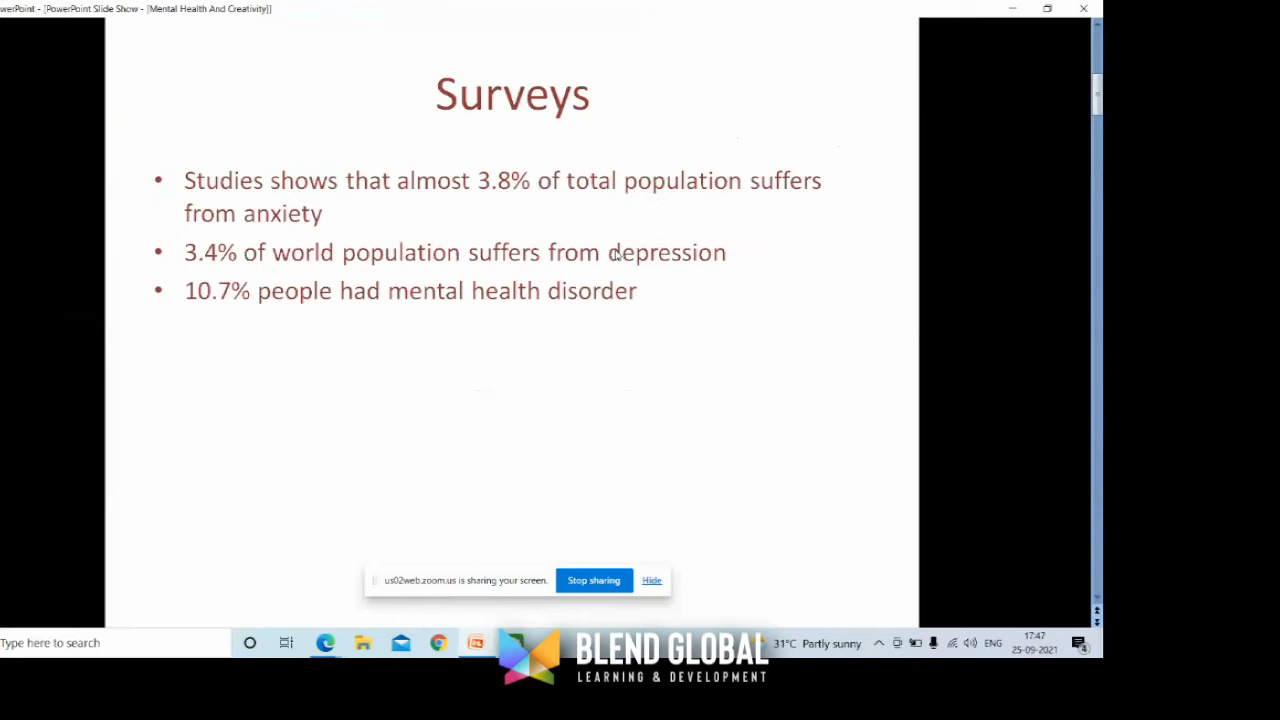 werPoint - [PowerPoint Slide Show - [Mental Health And Creativity]]
Surveys
• Studies shows that almost 3.8% of total population suffers
from anxiety
• 3.4% of world population suffers from depression
• 10.7% people had mental health disorder
us02web.zoom.us is sharing your screen. Stop sharing Hide
Type here to search
31°C Partly sunny
ENG
17:47
25-09-2021
4
BLEND GLOBAL
LEARNING & DEVELOPMENT